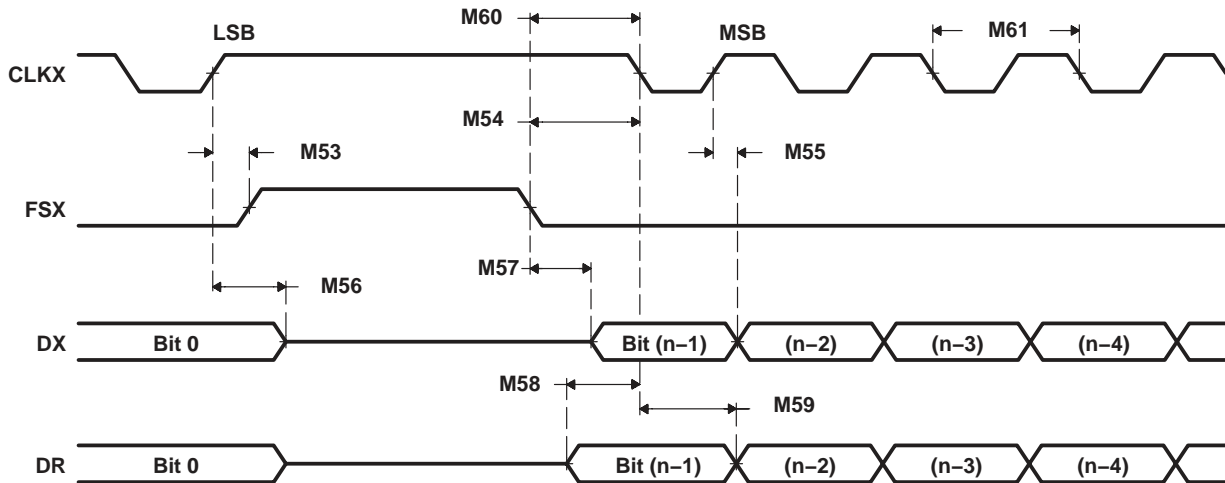 M60
LSB
MSB
M61
CLKX
M54
M53
M55
FSX
M57
M56
DX
Bit 0
Bit (n−1)
(n−2)
(n−3)
(n−4)
M58
M59
DR
Bit 0
Bit (n−1)
(n−2)
(n−3)
(n−4)